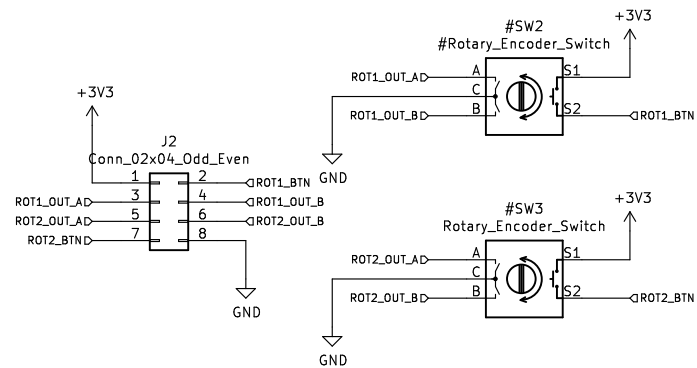 #SW2
#Rotary_Encoder_Switch
+3V3
A
S1
ROT1_OUT_A
C
B
S2
ROT1_OUT_B
ROT1_BTN
GND
+3V3
J2
Conn_02x04_Odd_Even
1
2
ROT1_BTN
ROT1_OUT_A
3
4
ROT1_OUT_B
ROT2_OUT_A
5
6
ROT2_OUT_B
ROT2_BTN
7
8
GND
#SW3
Rotary_Encoder_Switch
+3V3
A
S1
ROT2_OUT_A
C
B
S2
ROT2_OUT_B
ROT2_BTN
GND